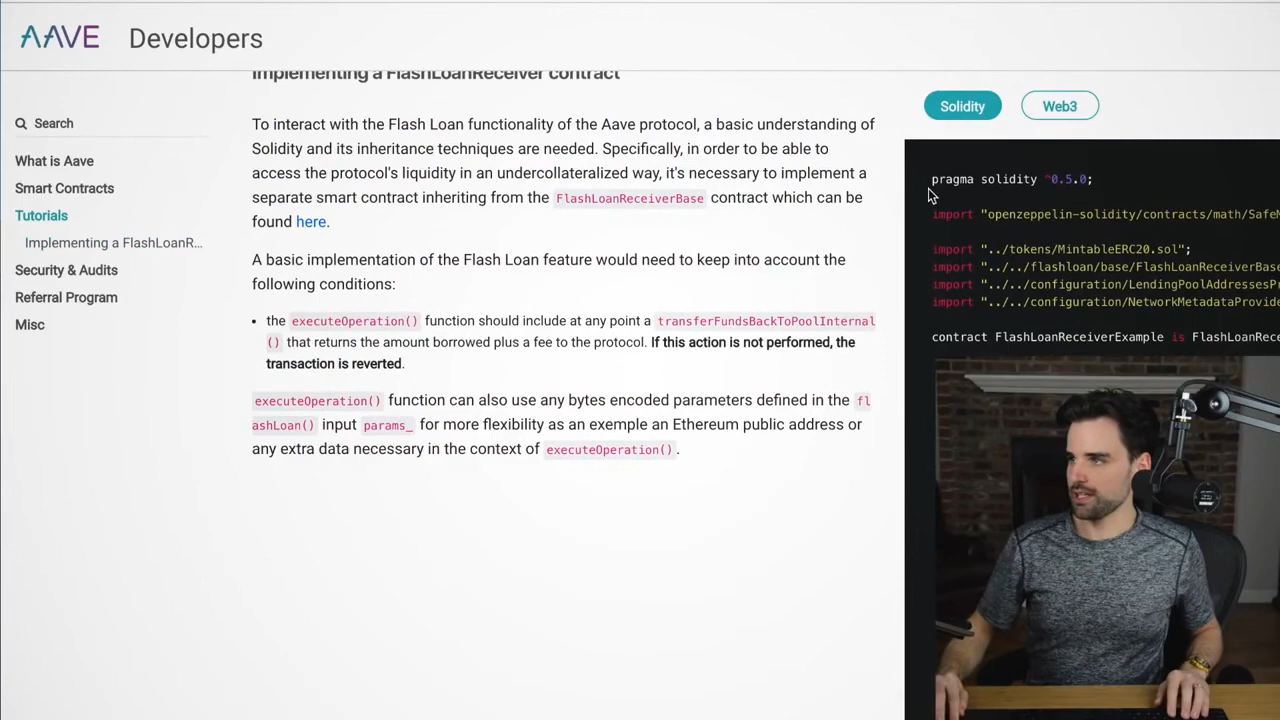 AAVE Developers
Implementing a FlashLoanReceiver contract
Search
What is Aave
Smart Contracts
Tutorials
Implementing a FlashLoanR...
Security & Audits
Referral Program
Misc
To interact with the Flash Loan functionality of the Aave protocol, a basic understanding of
Solidity and its inheritance techniques are needed. Specifically, in order to be able to
access the protocol's liquidity in an undercollateralized way, it's necessary to implement a
separate smart contract inheriting from the FlashLoanReceiverBase contract which can be
found here.
A basic implementation of the Flash Loan feature would need to keep into account the
following conditions:
• the executeOperation() function should include at any point a transferFundsBackToPoolInternal
() that returns the amount borrowed plus a fee to the protocol. If this action is not performed, the
transaction is reverted.
executeOperation() function can also use any bytes encoded parameters defined in the fl
ashLoan() input params_ for more flexibility as an exemple an Ethereum public address or
any extra data necessary in the context of executeOperation().
Solidity Web3
pragma solidity ^0.5.0;
import "openzeppelin-solidity/contracts/math/SafeM
import "../tokens/MintableERC20.sol";
import "../../flashloan/base/FlashLoanReceiverBase
import "../../configuration/LendingPoolAddressesPr
import "../../configuration/NetworkMetadataProvide
contract FlashLoanReceiverExample is FlashLoanRece